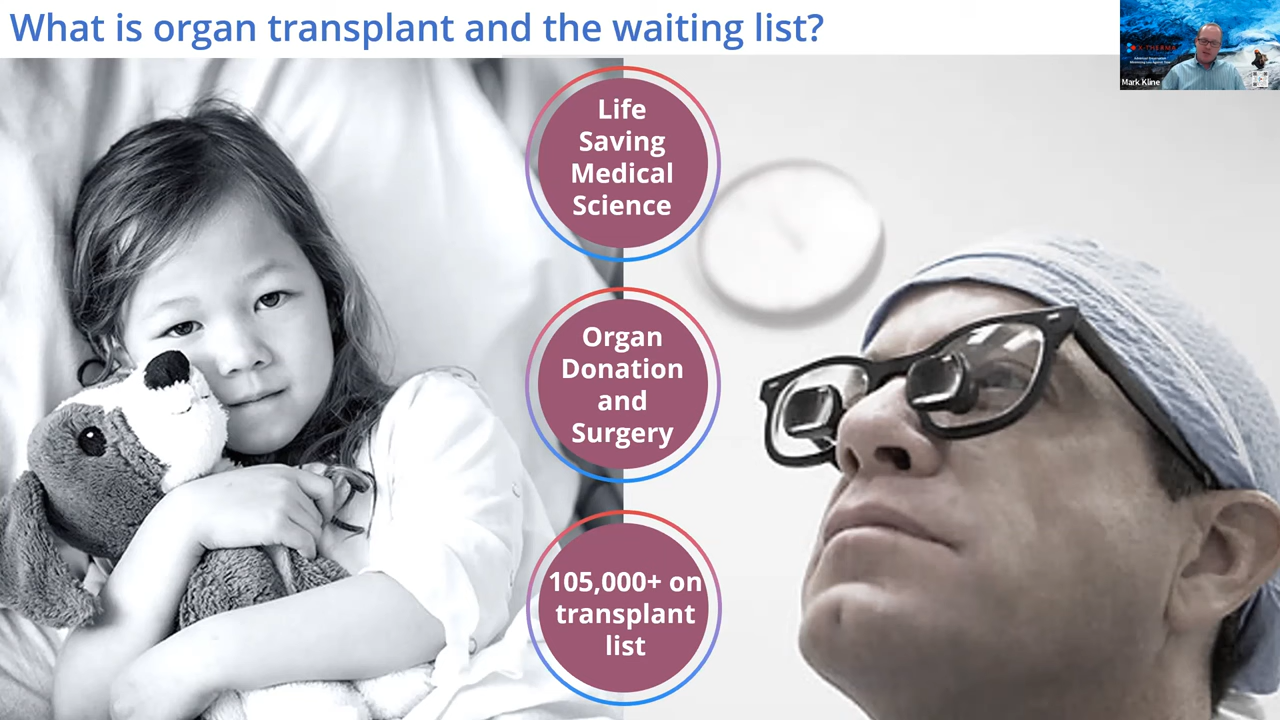 What is organ transplant and the waiting list?
Life
Saving
Medical
Science
Organ
Donation
and
Surgery
105,000+ on
transplant
list
Mark Kline